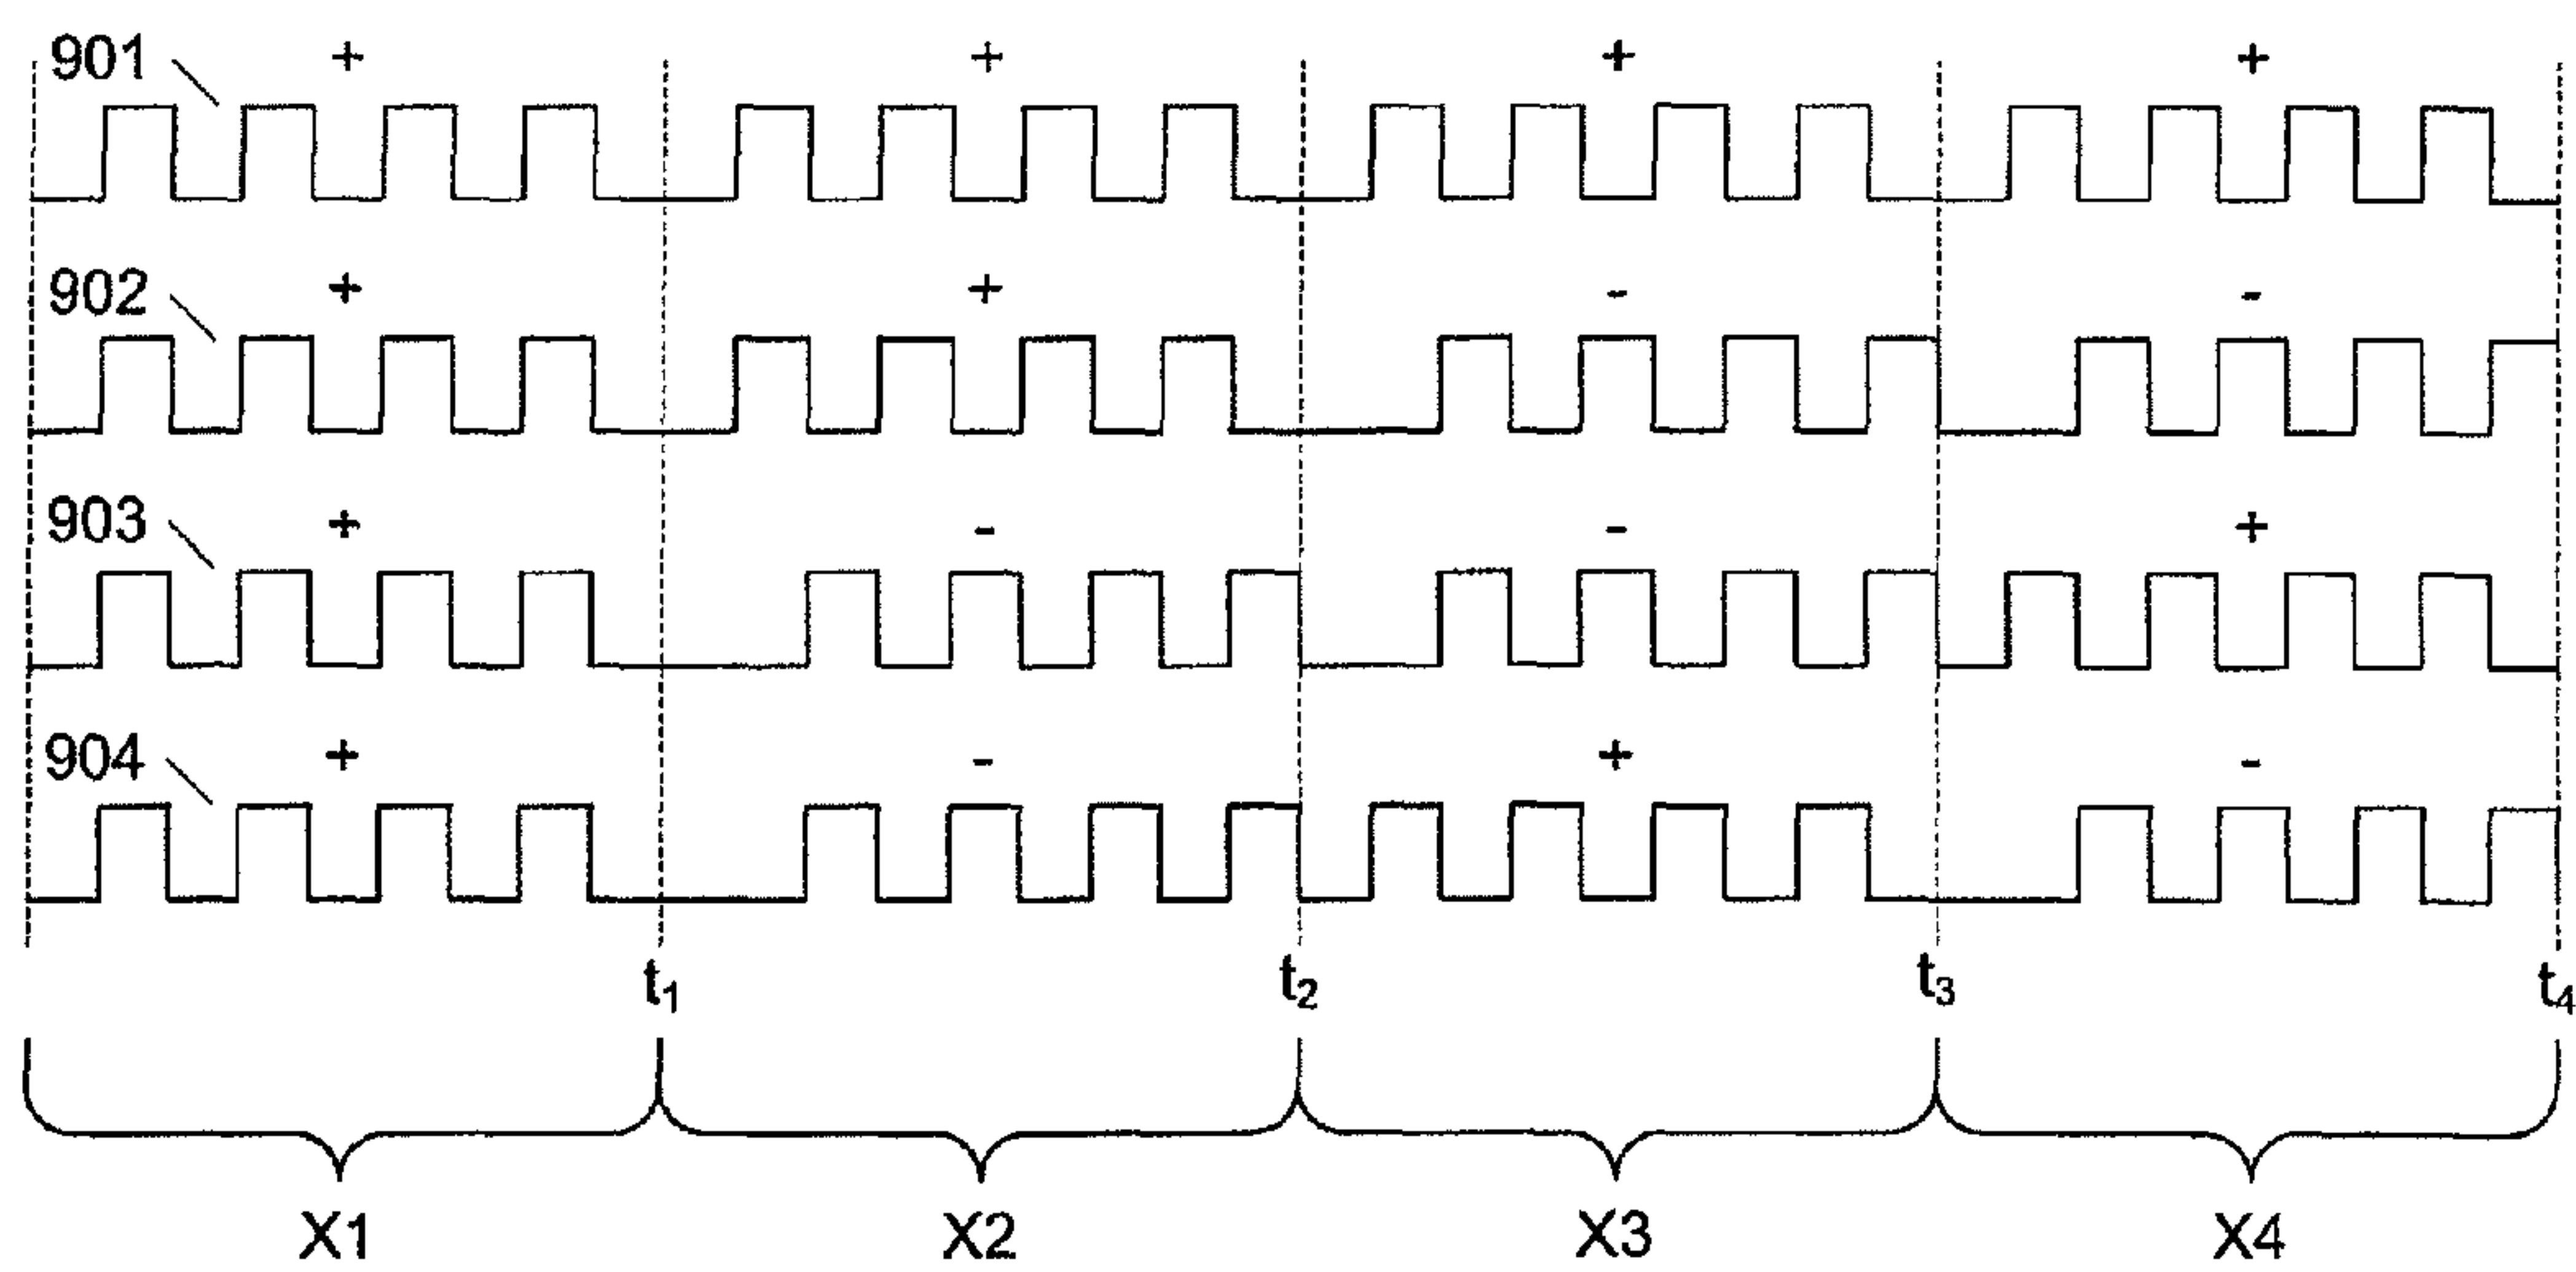 901 + + + +
902 + + - -
903 + - - +
904 + - + -
t₁ t₂ t₃ t₄
X1 X2 X3 X4